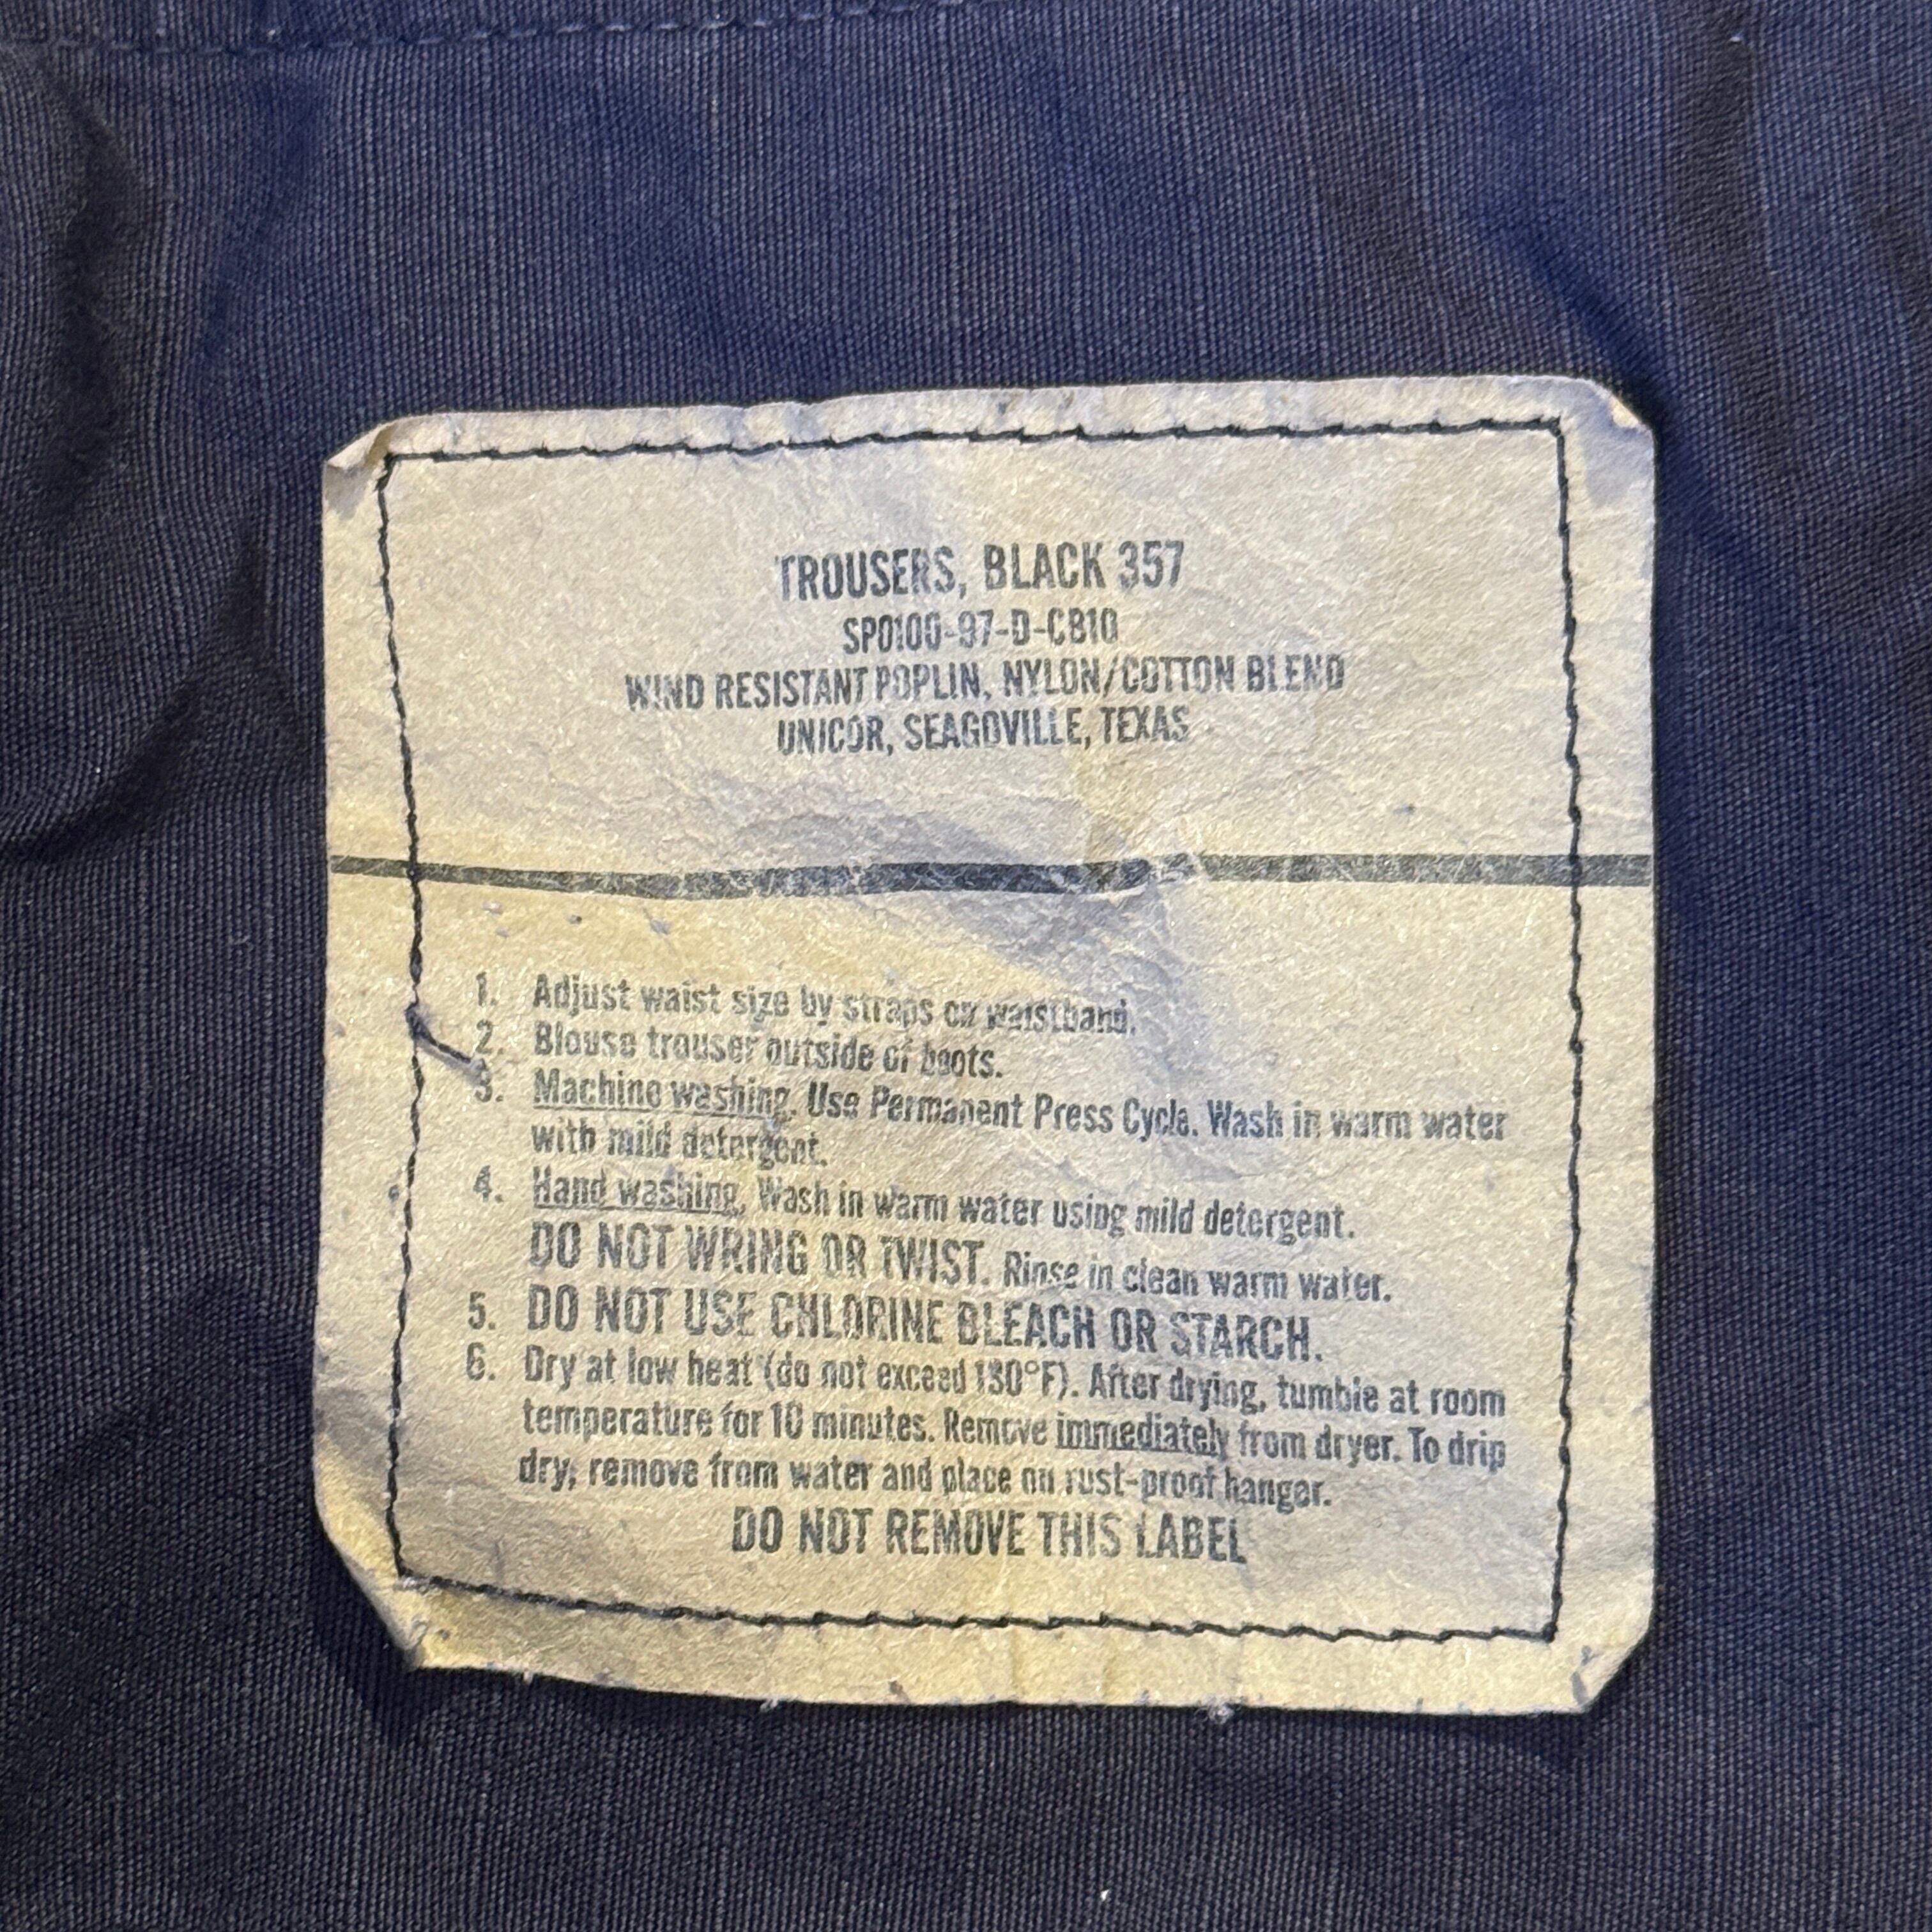 TROUSERS, BLACK 357
SP0100-97-D-CB10
WIND RESISTANT POPLIN, NYLON/COTTON BLEND
UNICOR, SEAGOVILLE, TEXAS
1. Adjust waist size by straps on waistband.
2. Blouse trouser outside of boots.
3. Machine washing. Use Permanent Press Cycle. Wash in warm water
with mild detergent.
4. Hand washing. Wash in warm water using mild detergent.
DO NOT WRING OR TWIST. Rinse in clean warm water.
5. DO NOT USE CHLORINE BLEACH OR STARCH.
6. Dry at low heat (do not exceed 130°F). After drying, tumble at room
temperature for 10 minutes. Remove immediately from dryer. To drip
dry, remove from water and place on rust-proof hanger.
DO NOT REMOVE THIS LABEL